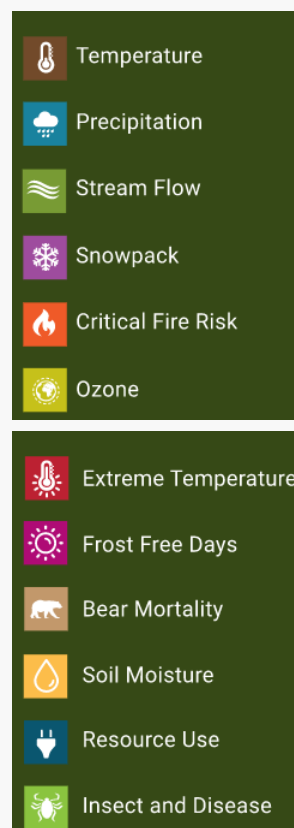 Temperature
Precipitation
Stream Flow
Snowpack
Critical Fire Risk
Ozone
Extreme Temperature
Frost Free Days
Bear Mortality
Soil Moisture
Resource Use
Insect and Disease